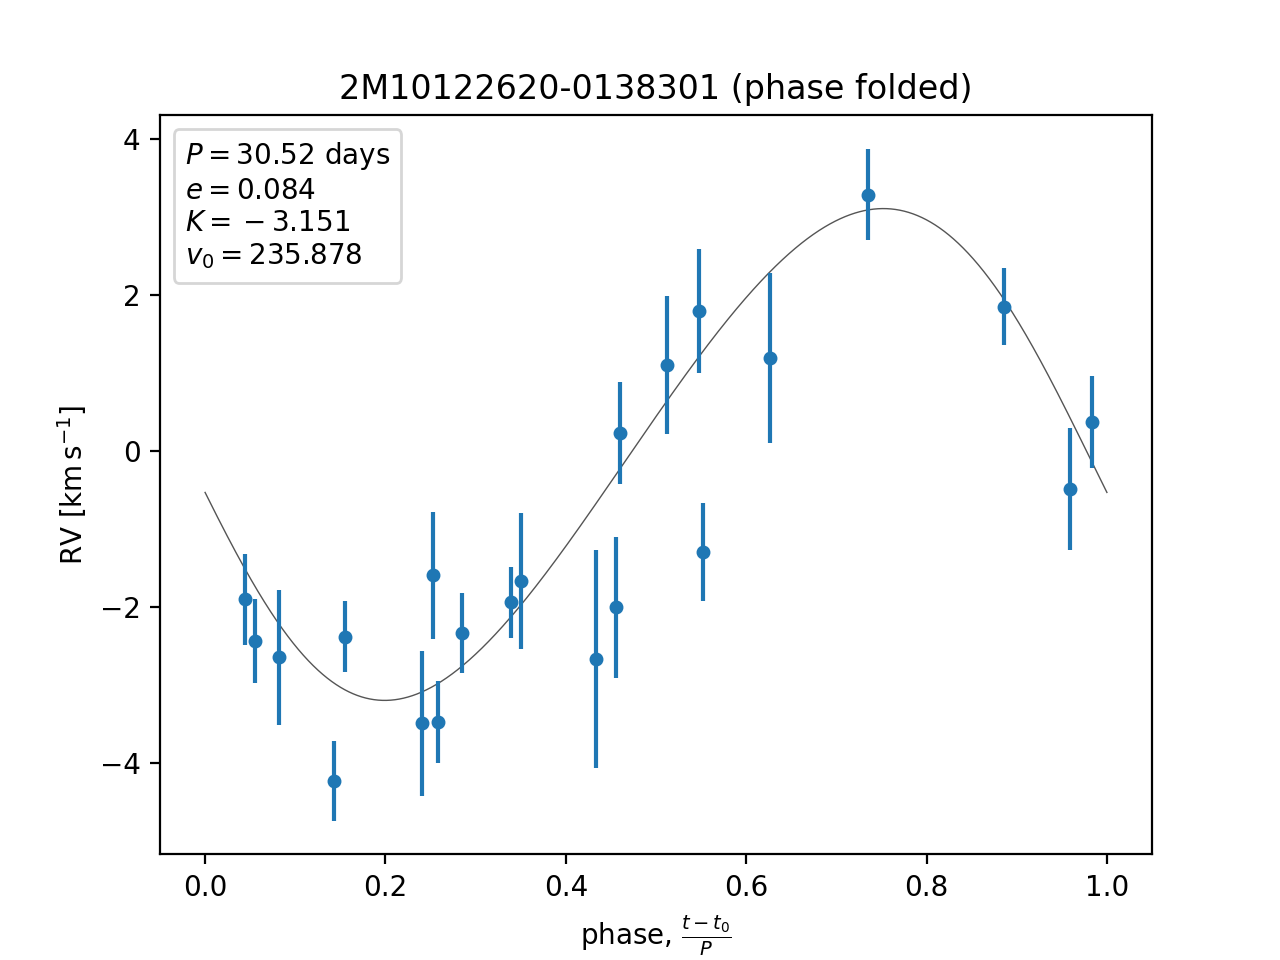 2M10122620-0138301 (phase folded)
P = 30.52 days
e = 0.084
K = −3.151
v₀ = 235.878
4
2
0
−2
−4
RV [km s⁻¹]
0.0 0.2 0.4 0.6 0.8 1.0
phase, (t − t₀)/P